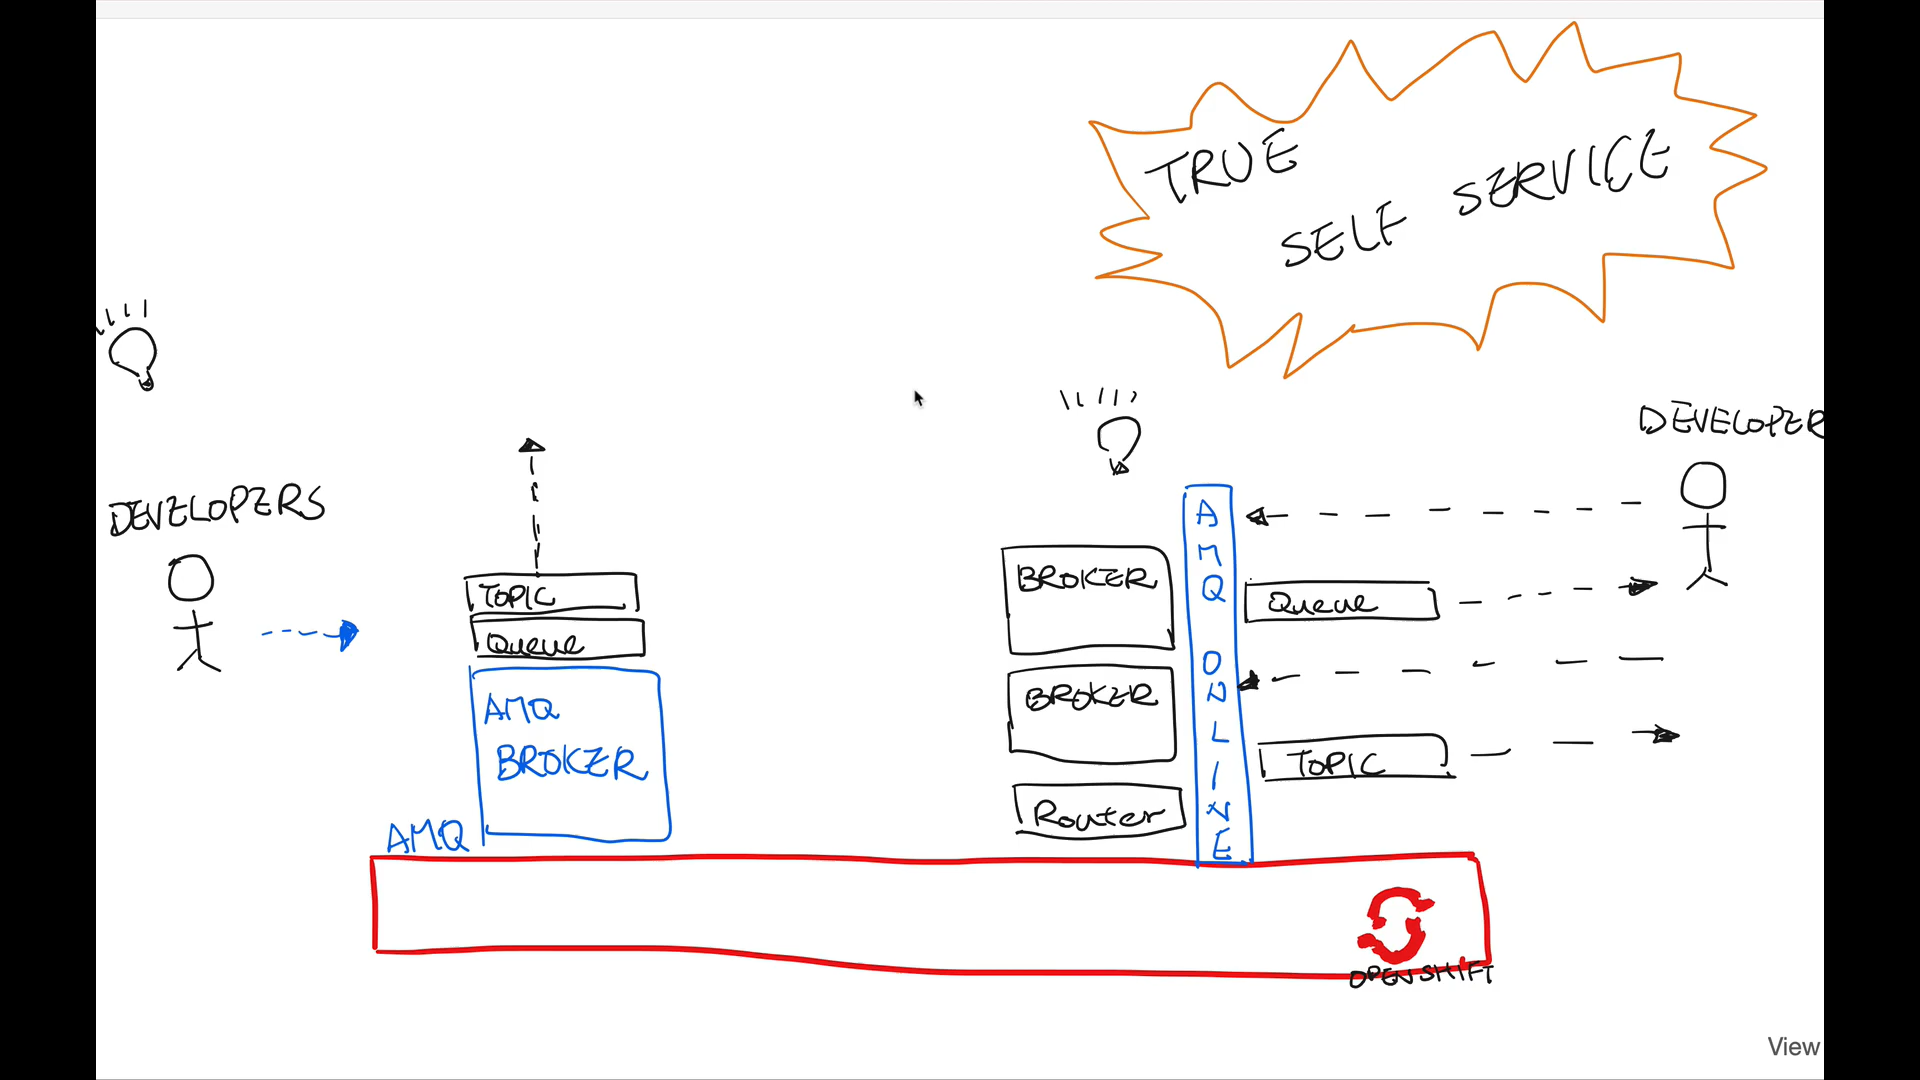 TRUE
SELF SERVICE
DEVELOPERS
TOPIC
Queue
AMQ
BROKER
AMQ
BROKER
BROKER
Router
AMQ ONLINE
DEVELOPER
Queue
TOPIC
OPENSHIFT
View